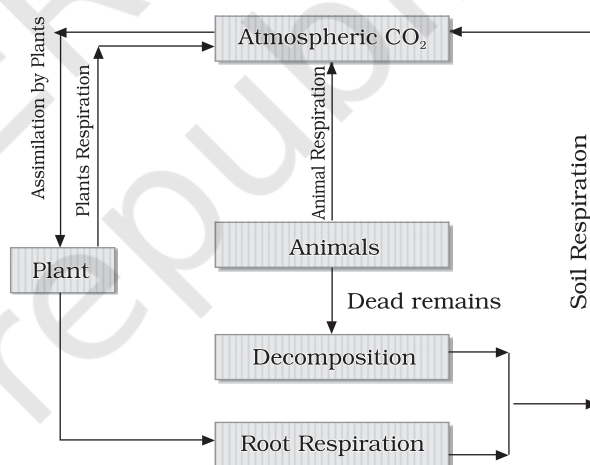 Atmospheric CO₂
Assimilation by Plants
Plants Respiration
Animal Respiration
Soil Respiration
Animals
Plant
Dead remains
Decomposition
Root Respiration